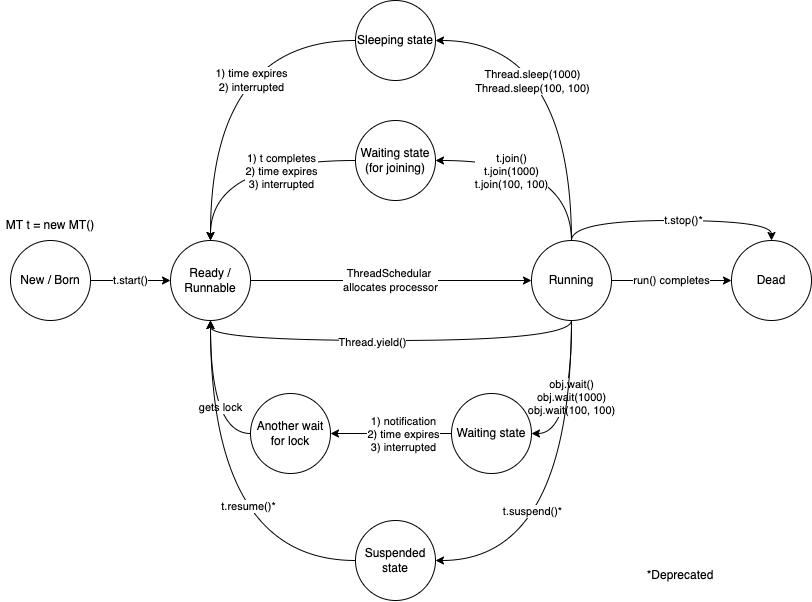 Sleeping state
1) time expires
2) interrupted
Thread.sleep(1000)
Thread.sleep(100, 100)
Waiting state
(for joining)
1) t completes
2) time expires
3) interrupted
t.join()
t.join(1000)
t.join(100, 100)
MT t = new MT()
t.stop()*
New / Born
t.start()
Ready /
Runnable
ThreadSchedular
allocates processor
Running
run() completes
Dead
Thread.yield()
obj.wait()
obj.wait(1000)
obj.wait(100, 100)
gets lock
Another wait
for lock
1) notification
2) time expires
3) interrupted
Waiting state
t.resume()*
t.suspend()*
Suspended
state
*Deprecated